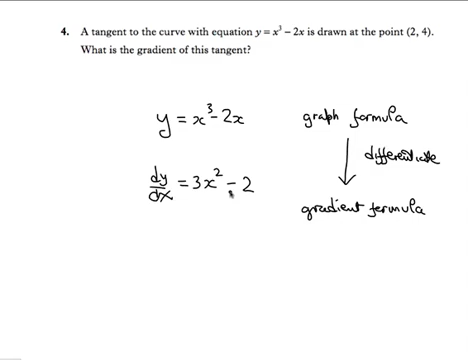 4. A tangent to the curve with equation y = x³ − 2x is drawn at the point (2, 4).
What is the gradient of this tangent?
y = x³ − 2x
graph formula
differentiate
dy/dx = 3x² − 2
gradient formula